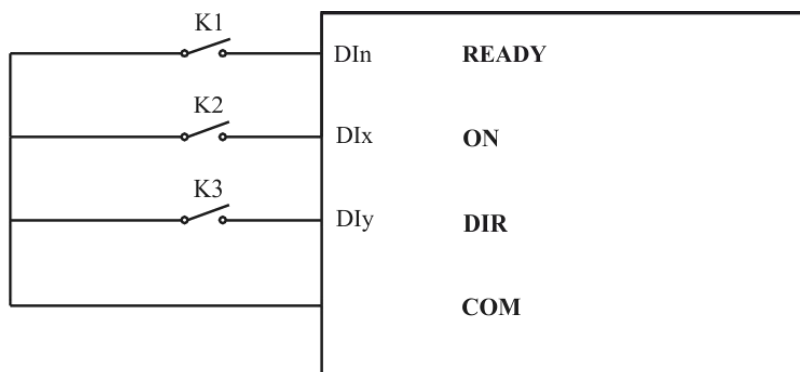 K1
DIn READY
K2
DIx ON
K3
DIy DIR
COM